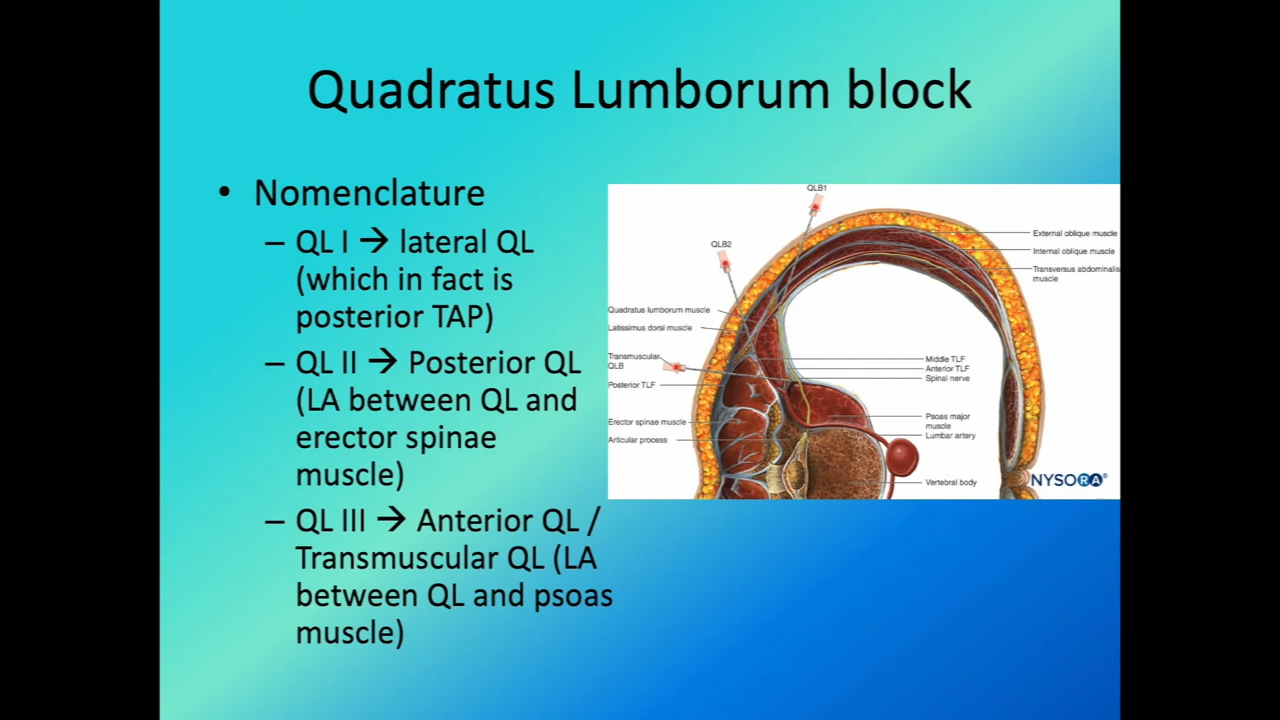 Quadratus Lumborum block
• Nomenclature
– QL I → lateral QL
(which in fact is
posterior TAP)
– QL II → Posterior QL
(LA between QL and
erector spinae
muscle)
– QL III → Anterior QL /
Transmuscular QL (LA
between QL and psoas
muscle)
QLB1
QLB2
Quadratus lumborum muscle
Latissimus dorsi muscle
Transmuscular
QLB
Posterior TLF
Erector spinae muscle
Articular process
External oblique muscle
Internal oblique muscle
Transversus abdominalis
muscle
Middle TLF
Anterior TLF
Spinal nerve
Psoas major
muscle
Lumbar artery
Vertebral body
NYSORA®